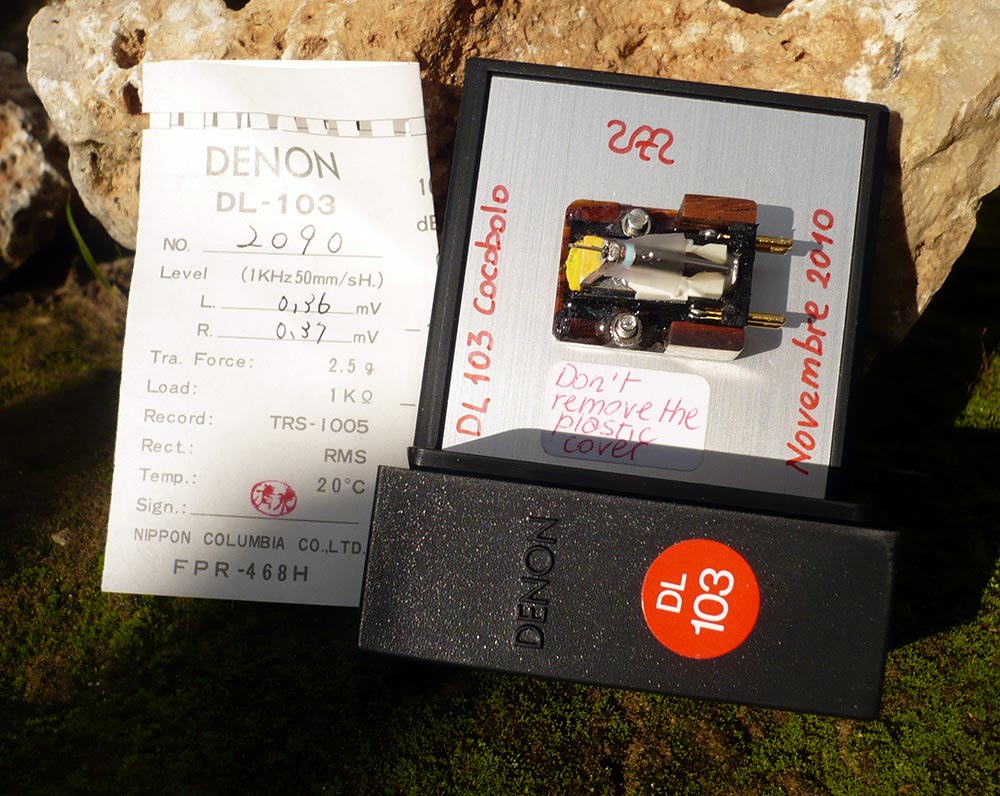 DENON
DL-103
NO. 2090
Level (1KHz 50mm/sH.)
L. 0,36 mV
R. 0,37 mV
Tra. Force: 2.5 g
Load: 1KΩ
Record: TRS-1005
Rect.: RMS
Temp.: 20°C
Sign.:
NIPPON COLUMBIA CO.,LTD.
FPR-468H
DL 103 Cocobolo
Novembre 2010
Don't
remove the
plastic
cover
DENON
DL
103